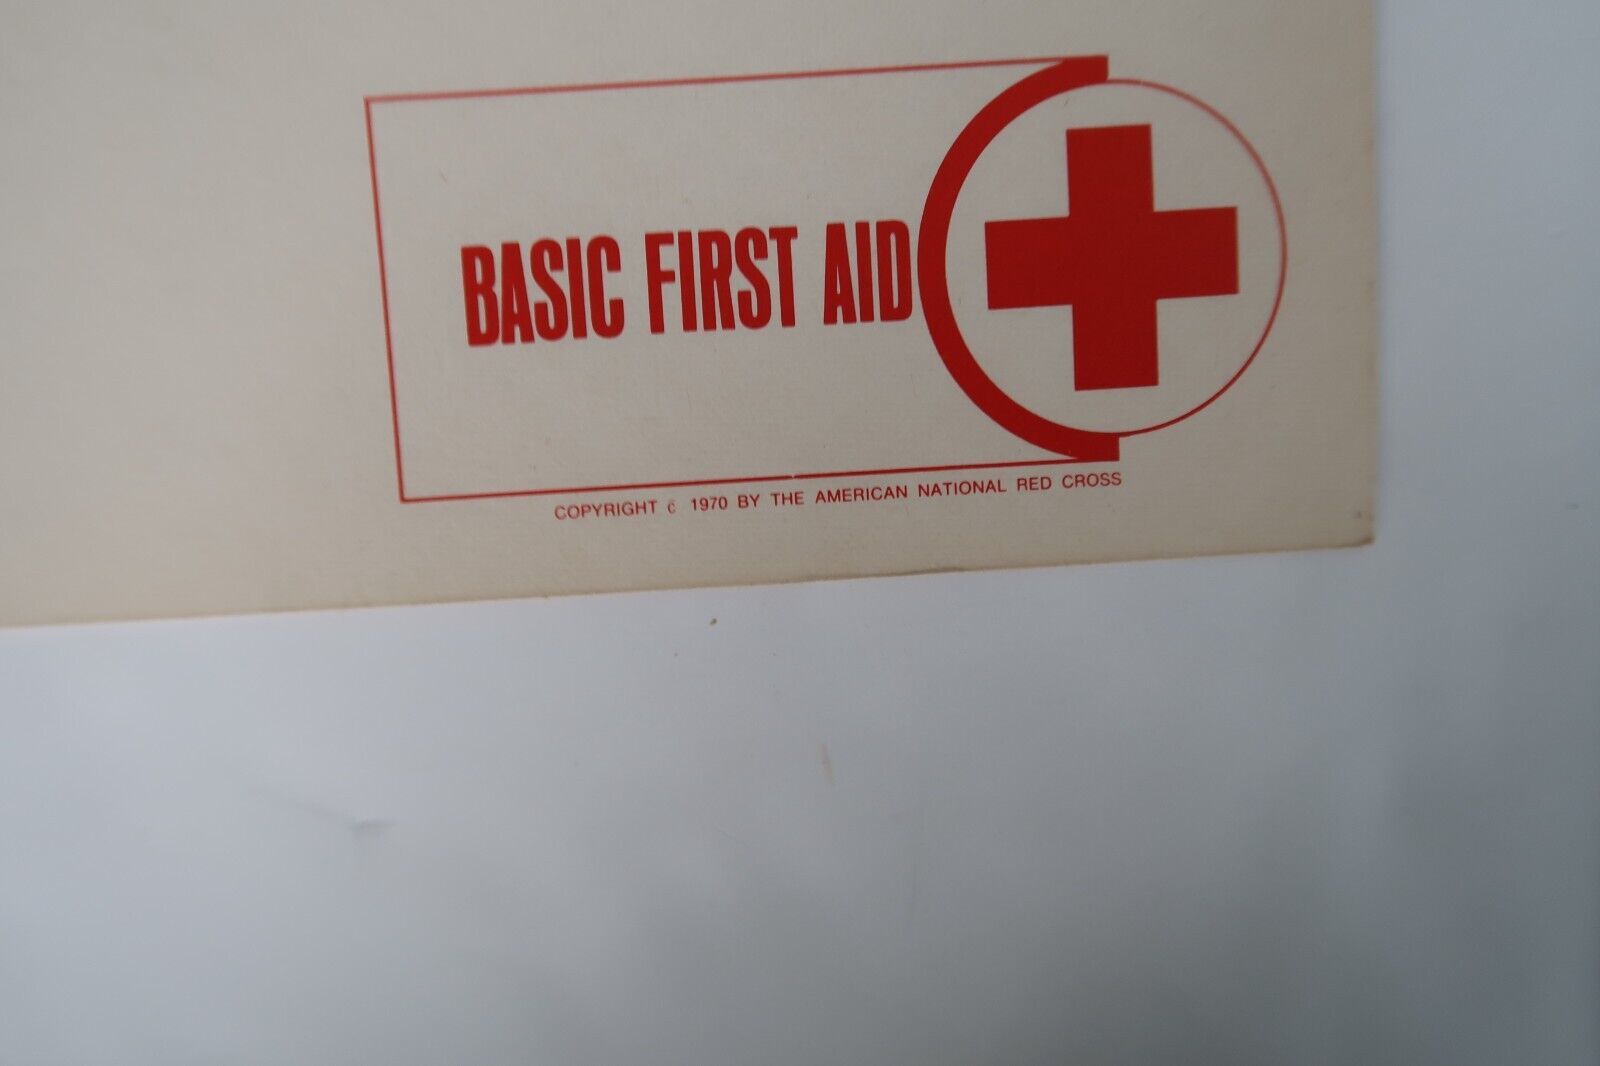 BASIC FIRST AID
COPYRIGHT © 1970 BY THE AMERICAN NATIONAL RED CROSS